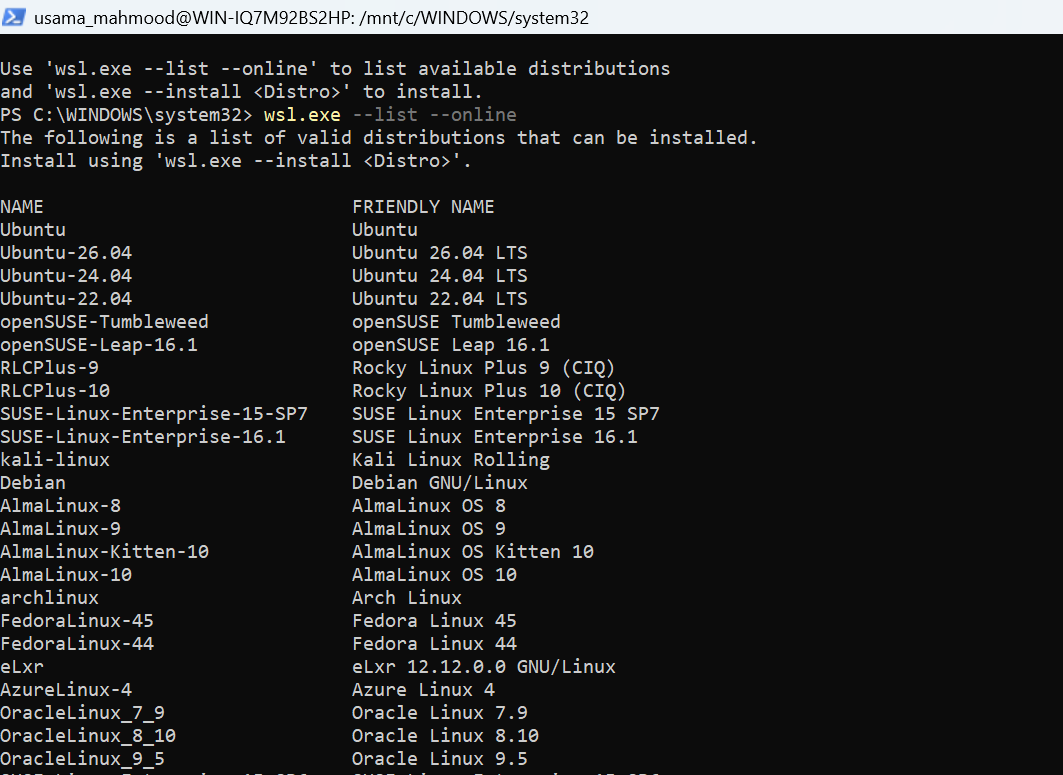 usama_mahmood@WIN-IQ7M92BS2HP: /mnt/c/WINDOWS/system32
Use 'wsl.exe --list --online' to list available distributions
and 'wsl.exe --install <Distro>' to install.
PS C:\WINDOWS\system32> wsl.exe --list --online
The following is a list of valid distributions that can be installed.
Install using 'wsl.exe --install <Distro>'.
NAME FRIENDLY NAME
Ubuntu Ubuntu
Ubuntu-26.04 Ubuntu 26.04 LTS
Ubuntu-24.04 Ubuntu 24.04 LTS
Ubuntu-22.04 Ubuntu 22.04 LTS
openSUSE-Tumbleweed openSUSE Tumbleweed
openSUSE-Leap-16.1 openSUSE Leap 16.1
RLCPlus-9 Rocky Linux Plus 9 (CIQ)
RLCPlus-10 Rocky Linux Plus 10 (CIQ)
SUSE-Linux-Enterprise-15-SP7 SUSE Linux Enterprise 15 SP7
SUSE-Linux-Enterprise-16.1 SUSE Linux Enterprise 16.1
kali-linux Kali Linux Rolling
Debian Debian GNU/Linux
AlmaLinux-8 AlmaLinux OS 8
AlmaLinux-9 AlmaLinux OS 9
AlmaLinux-Kitten-10 AlmaLinux OS Kitten 10
AlmaLinux-10 AlmaLinux OS 10
archlinux Arch Linux
FedoraLinux-45 Fedora Linux 45
FedoraLinux-44 Fedora Linux 44
eLxr eLxr 12.12.0.0 GNU/Linux
AzureLinux-4 Azure Linux 4
OracleLinux_7_9 Oracle Linux 7.9
OracleLinux_8_10 Oracle Linux 8.10
OracleLinux_9_5 Oracle Linux 9.5